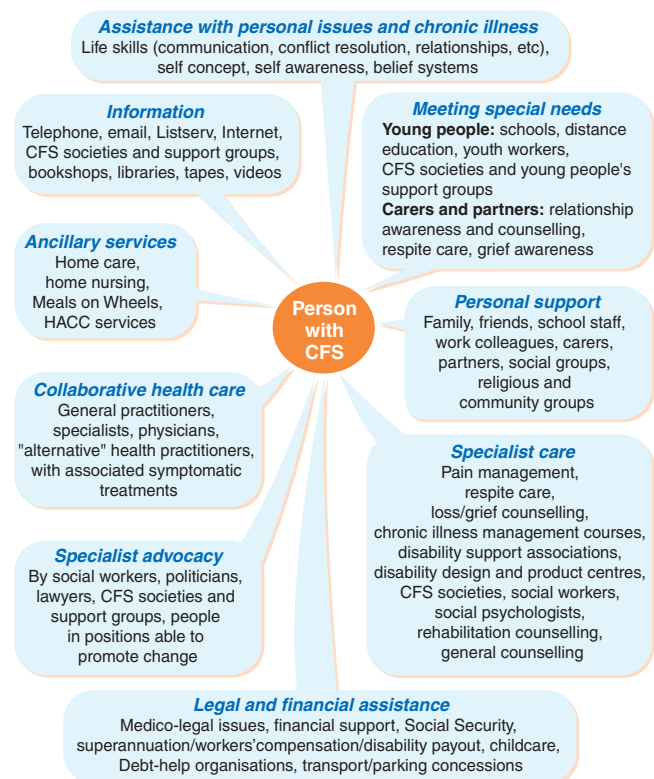 Assistance with personal issues and chronic illness
Life skills (communication, conflict resolution, relationships, etc),
self concept, self awareness, belief systems
Information
Telephone, email, Listserv, Internet,
CFS societies and support groups,
bookshops, libraries, tapes, videos
Meeting special needs
Young people: schools, distance
education, youth workers,
CFS societies and young people's
support groups
Carers and partners: relationship
awareness and counselling,
respite care, grief awareness
Ancillary services
Home care,
home nursing,
Meals on Wheels,
HACC services
Person
with
CFS
Personal support
Family, friends, school staff,
work colleagues, carers,
partners, social groups,
religious and
community groups
Collaborative health care
General practitioners,
specialists, physicians,
"alternative" health practitioners,
with associated symptomatic
treatments
Specialist care
Pain management,
respite care,
loss/grief counselling,
chronic illness management courses,
disability support associations,
disability design and product centres,
CFS societies, social workers,
social psychologists,
rehabilitation counselling,
general counselling
Specialist advocacy
By social workers, politicians,
lawyers, CFS societies and
support groups, people
in positions able to
promote change
Legal and financial assistance
Medico-legal issues, financial support, Social Security,
superannuation/workers'compensation/disability payout, childcare,
Debt-help organisations, transport/parking concessions